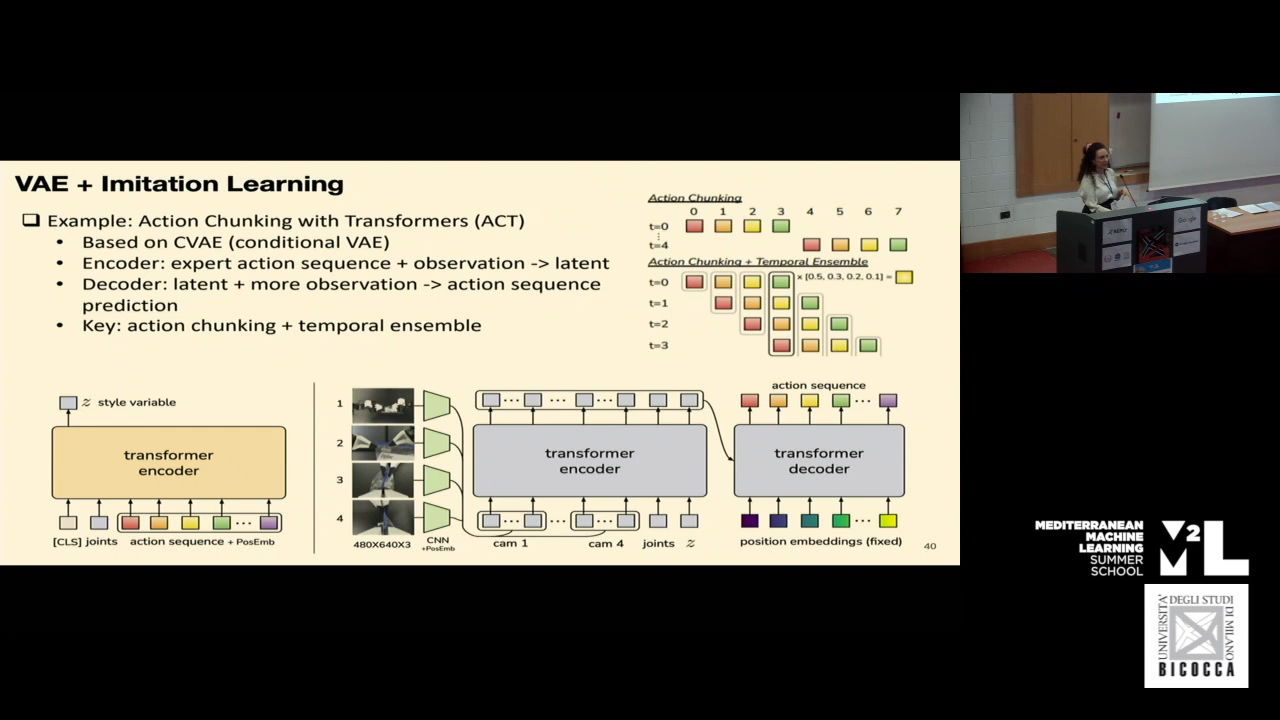 VAE + Imitation Learning
Example: Action Chunking with Transformers (ACT)
• Based on CVAE (conditional VAE)
• Encoder: expert action sequence + observation -> latent
• Decoder: latent + more observation -> action sequence
prediction
• Key: action chunking + temporal ensemble
Action Chunking
0 1 2 3 4 5 6 7
t=0
t=4
Action Chunking + Temporal Ensemble
t=0
x [0.5, 0.3, 0.2, 0.1] =
t=1
t=2
t=3
z style variable
transformer
encoder
[CLS] joints action sequence + PosEmb
1
2
3
4
480X640X3
CNN
+PosEmb
transformer
encoder
cam 1 cam 4 joints z
action sequence
transformer
decoder
position embeddings (fixed)
40
Google
MEDITERRANEAN
MACHINE
LEARNING
SUMMER
SCHOOL
M2L
UNIVERSITA'
DEGLI STUDI
DI MILANO
BICOCCA